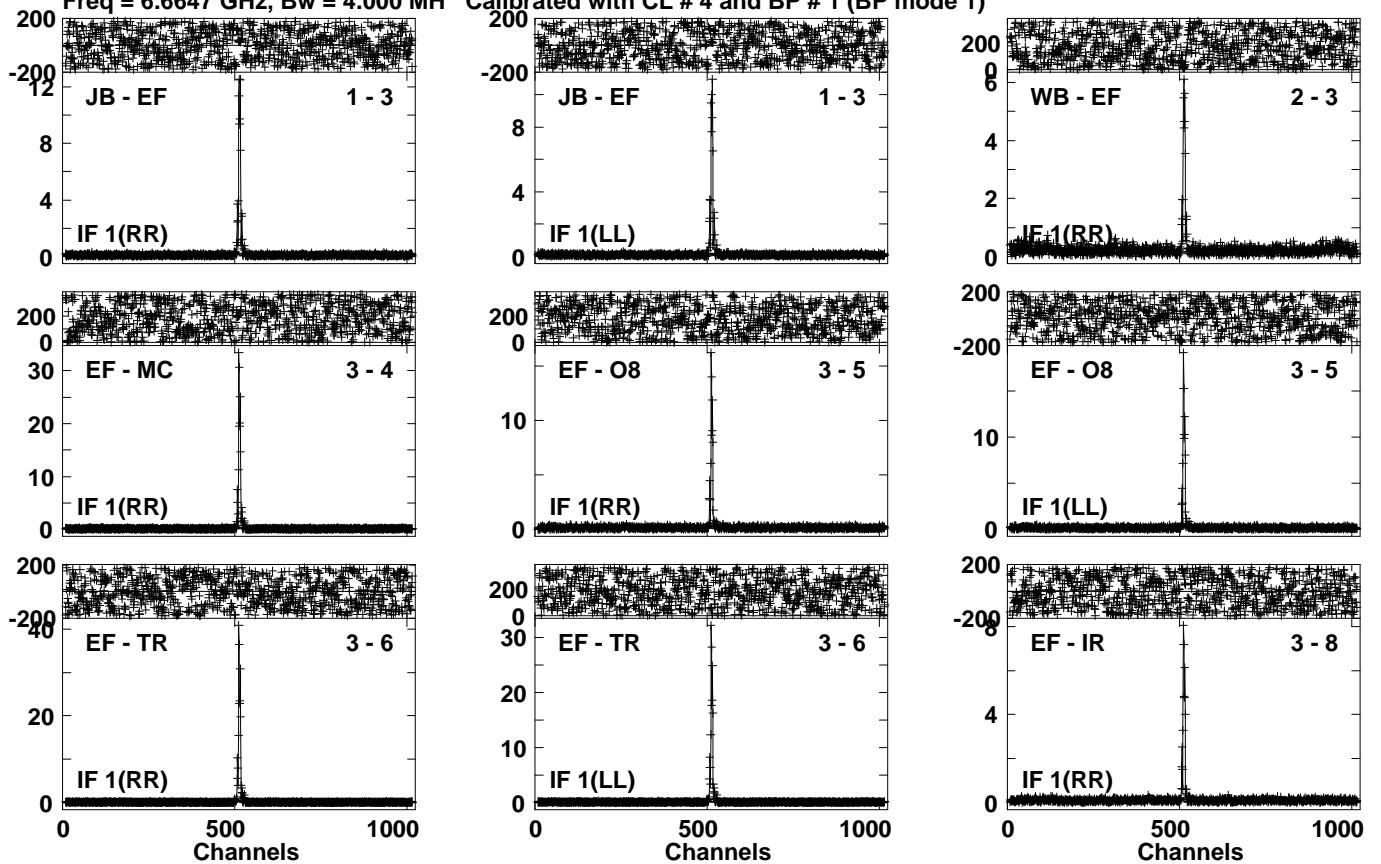 Freq = 6.6647 GHz, Bw = 4.000 MH Calibrated with CL # 4 and BP # 1 (BP mode 1)
200
-200
12
8
4
0
JB - EF 1 - 3
IF 1(RR)
200
-200
8
4
0
JB - EF 1 - 3
IF 1(LL)
200
0
6
4
2
0
WB - EF 2 - 3
IF 1(RR)
200
0
30
20
10
0
EF - MC 3 - 4
IF 1(RR)
200
0
10
0
EF - O8 3 - 5
IF 1(RR)
200
-200
10
0
EF - O8 3 - 5
IF 1(LL)
200
-200
40
20
0
EF - TR 3 - 6
IF 1(RR)
0 500 1000
Channels
200
0
30
20
10
0
EF - TR 3 - 6
IF 1(LL)
0 500 1000
Channels
200
-200
8
4
0
EF - IR 3 - 8
IF 1(RR)
0 500 1000
Channels